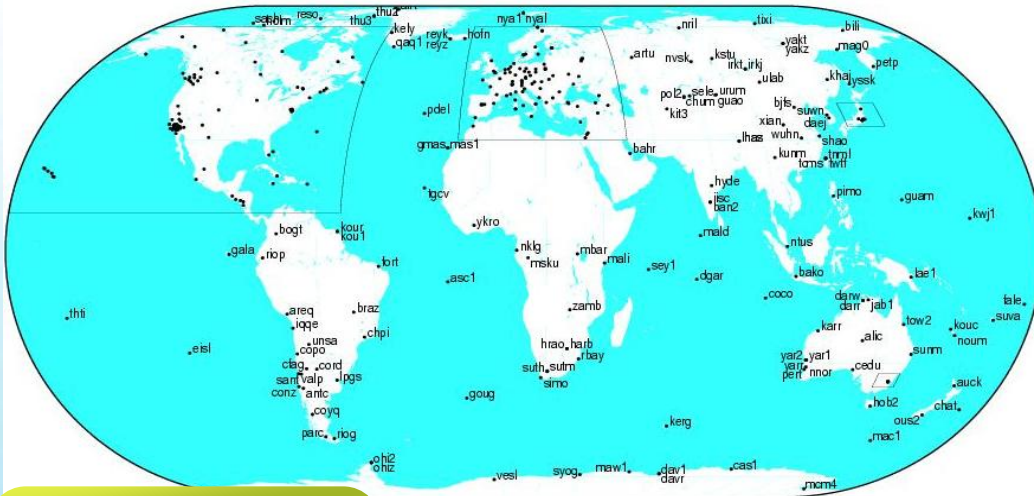 reso
thu2
thu3
holm
nya1 nyal
kely
reyk
hofn
qaq1
reyz
nril
tixi
bili
yakt
yakz
mag0
petp
artu
nvsk
kstu
irkt
irkj
khaj
yssk
ulab
pol2
sele
urum
chum
guao
kit3
bjfs
suwn
daej
xian
wuhn
shao
pdel
gmas
mas1
bahr
lhas
kunm
tnml
tcms
twtf
tgcv
hyde
iisc
ban2
pimo
guam
kwj1
ykro
mald
bogt
kour
kou1
gala
riop
nklg
msku
mbar
mali
ntus
fort
asc1
sey1
dgar
bako
lae1
coco
darw
darr
jab1
fale
suva
thti
areq
braz
zamb
iqqe
chpi
karr
alic
tow2
kouc
noum
eisl
unsa
copo
hrao
harb
rbay
suth
sutm
simo
yar2
yar1
yarr
pert
nnor
cedu
sunm
cfag
cord
sant
valp
lpgs
conz
antc
goug
hob2
auck
coyq
kerg
ous2
chat
parc
riog
mac1
ohi2
ohiz
vesl
syog
maw1
dav1
davr
cas1
mcm4